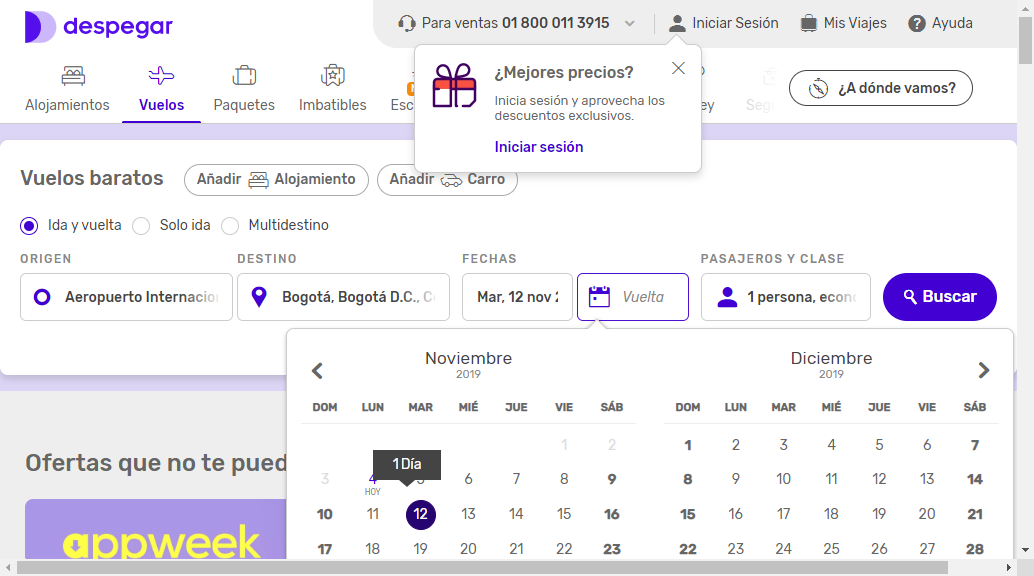 despegar
Para ventas 01 800 011 3915
Iniciar Sesión
Mis Viajes
Ayuda
Alojamientos
Vuelos
Paquetes
Imbatibles
¿A dónde vamos?
¿Mejores precios?
Inicia sesión y aprovecha los
descuentos exclusivos.
Iniciar sesión
Vuelos baratos
Añadir Alojamiento
Añadir Carro
Ida y vuelta
Solo ida
Multidestino
ORIGEN
DESTINO
FECHAS
PASAJEROS Y CLASE
Aeropuerto Internacio
Bogotá, Bogotá D.C., C
Mar, 12 nov 2
Vuelta
1 persona, econ
Buscar
Noviembre
2019
DOM LUN MAR MIÉ JUE VIE SÁB
1 2
3 4 5 6 7 8 9
HOY
1 Día
10 11 12 13 14 15 16
17 18 19 20 21 22 23
Diciembre
2019
DOM LUN MAR MIÉ JUE VIE SÁB
1 2 3 4 5 6 7
8 9 10 11 12 13 14
15 16 17 18 19 20 21
22 23 24 25 26 27 28
Ofertas que no te pued
appweek